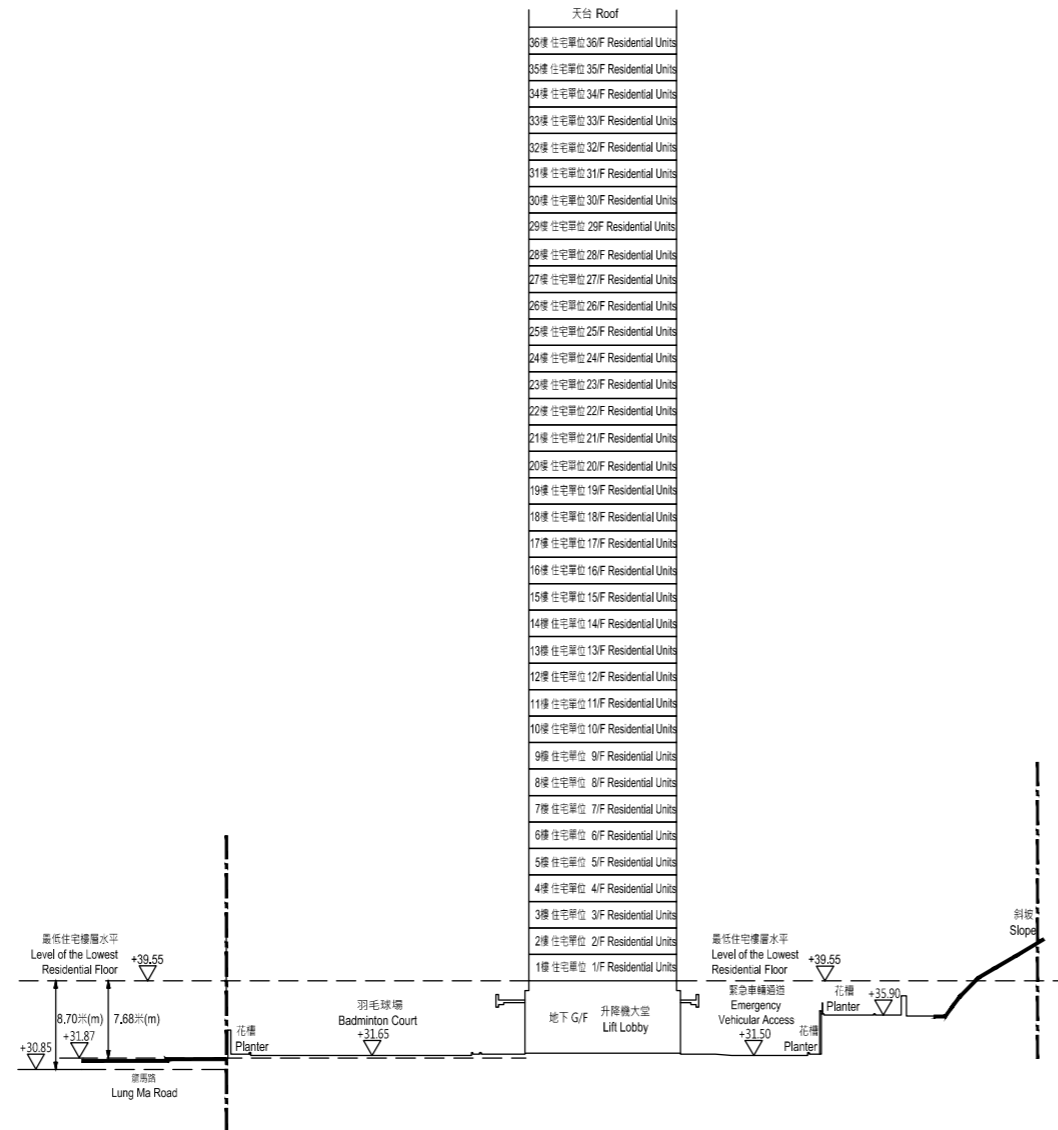 天台 Roof
36樓 住宅單位 36/F Residential Units
35樓 住宅單位 35/F Residential Units
34樓 住宅單位 34/F Residential Units
33樓 住宅單位 33/F Residential Units
32樓 住宅單位 32/F Residential Units
31樓 住宅單位 31/F Residential Units
30樓 住宅單位 30/F Residential Units
29樓 住宅單位 29F Residential Units
28樓 住宅單位 28/F Residential Units
27樓 住宅單位 27/F Residential Units
26樓 住宅單位 26/F Residential Units
25樓 住宅單位 25/F Residential Units
24樓 住宅單位 24/F Residential Units
23樓 住宅單位 23/F Residential Units
22樓 住宅單位 22/F Residential Units
21樓 住宅單位 21/F Residential Units
20樓 住宅單位 20/F Residential Units
19樓 住宅單位 19/F Residential Units
18樓 住宅單位 18/F Residential Units
17樓 住宅單位 17/F Residential Units
16樓 住宅單位 16/F Residential Units
15樓 住宅單位 15/F Residential Units
14樓 住宅單位 14/F Residential Units
13樓 住宅單位 13/F Residential Units
12樓 住宅單位 12/F Residential Units
11樓 住宅單位 11/F Residential Units
10樓 住宅單位 10/F Residential Units
9樓 住宅單位 9/F Residential Units
8樓 住宅單位 8/F Residential Units
7樓 住宅單位 7/F Residential Units
6樓 住宅單位 6/F Residential Units
5樓 住宅單位 5/F Residential Units
4樓 住宅單位 4/F Residential Units
3樓 住宅單位 3/F Residential Units
2樓 住宅單位 2/F Residential Units
1樓 住宅單位 1/F Residential Units
地下 G/F
升降機大堂
Lift Lobby
最低住宅樓層水平
Level of the Lowest
Residential Floor
+39.55
8.70米(m)
7.68米(m)
+31.87
+30.85
龍馬路
Lung Ma Road
花槽
Planter
羽毛球場
Badminton Court
+31.65
最低住宅樓層水平
Level of the Lowest
Residential Floor
+39.55
緊急車輛通道
Emergency
Vehicular Access
+31.50
花槽
Planter
花槽
Planter
+35.90
斜坡
Slope